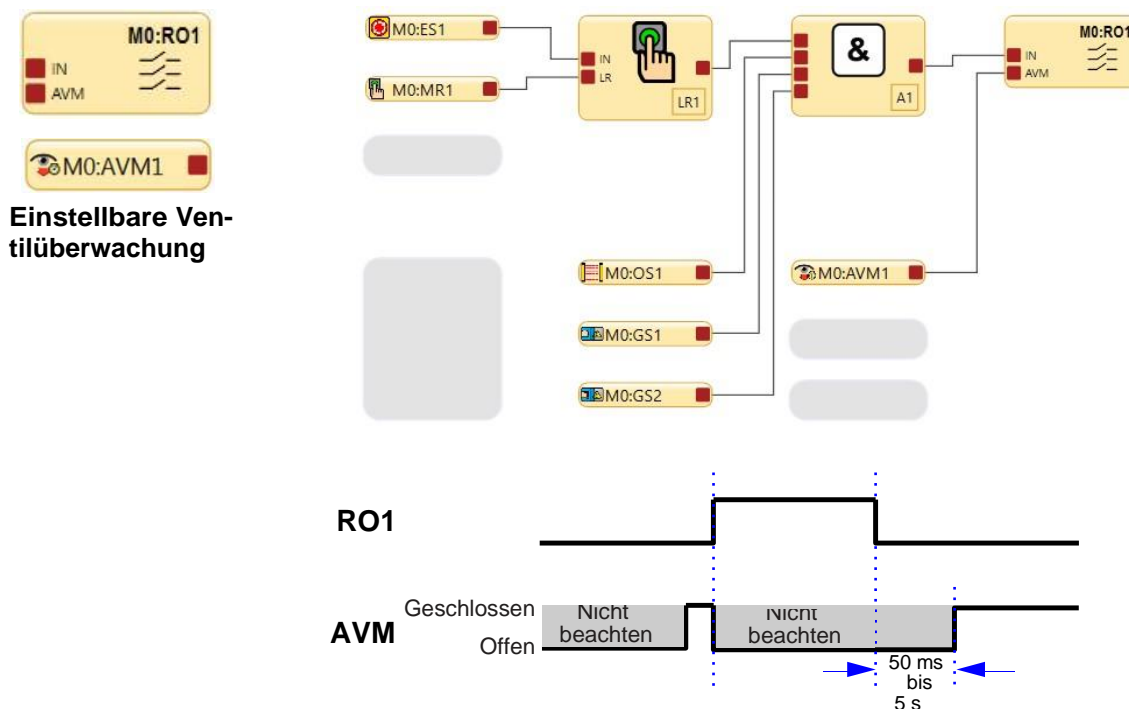 M0:RO1
IN
AVM
M0:AVM1
Einstellbare Ven-
tilüberwachung
M0:ES1
M0:MR1
IN
LR
LR1
&
A1
M0:RO1
IN
AVM
M0:OS1
M0:GS1
M0:GS2
M0:AVM1
RO1
AVM
Geschlossen
Offen
Nicht
beachten
Nicht
beachten
50 ms
bis
5 s